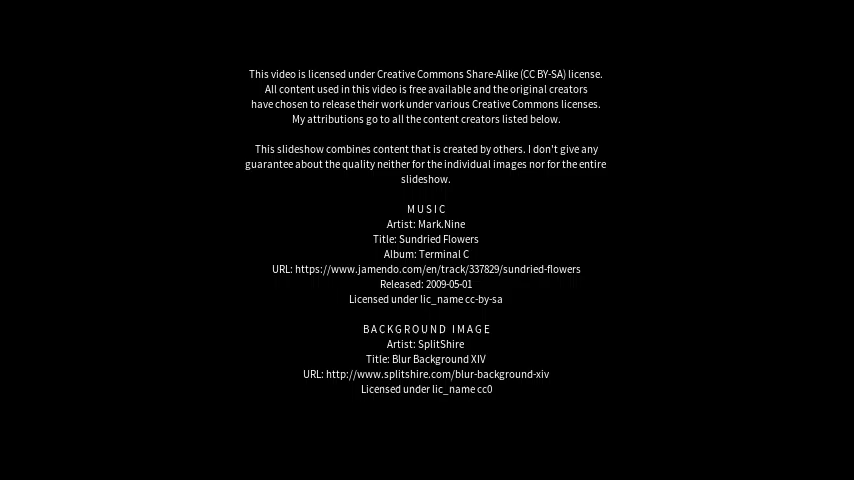 This video is licensed under Creative Commons Share-Alike (CC BY-SA) license.
All content used in this video is free available and the original creators
have chosen to release their work under various Creative Commons licenses.
My attributions go to all the content creators listed below.
This slideshow combines content that is created by others. I don't give any
guarantee about the quality neither for the individual images nor for the entire
slideshow.
MUSIC
Artist: Mark.Nine
Title: Sundried Flowers
Album: Terminal C
URL: https://www.jamendo.com/en/track/337829/sundried-flowers
Released: 2009-05-01
Licensed under lic_name cc-by-sa
BACKGROUND IMAGE
Artist: SplitShire
Title: Blur Background XIV
URL: http://www.splitshire.com/blur-background-xiv
Licensed under lic_name cc0